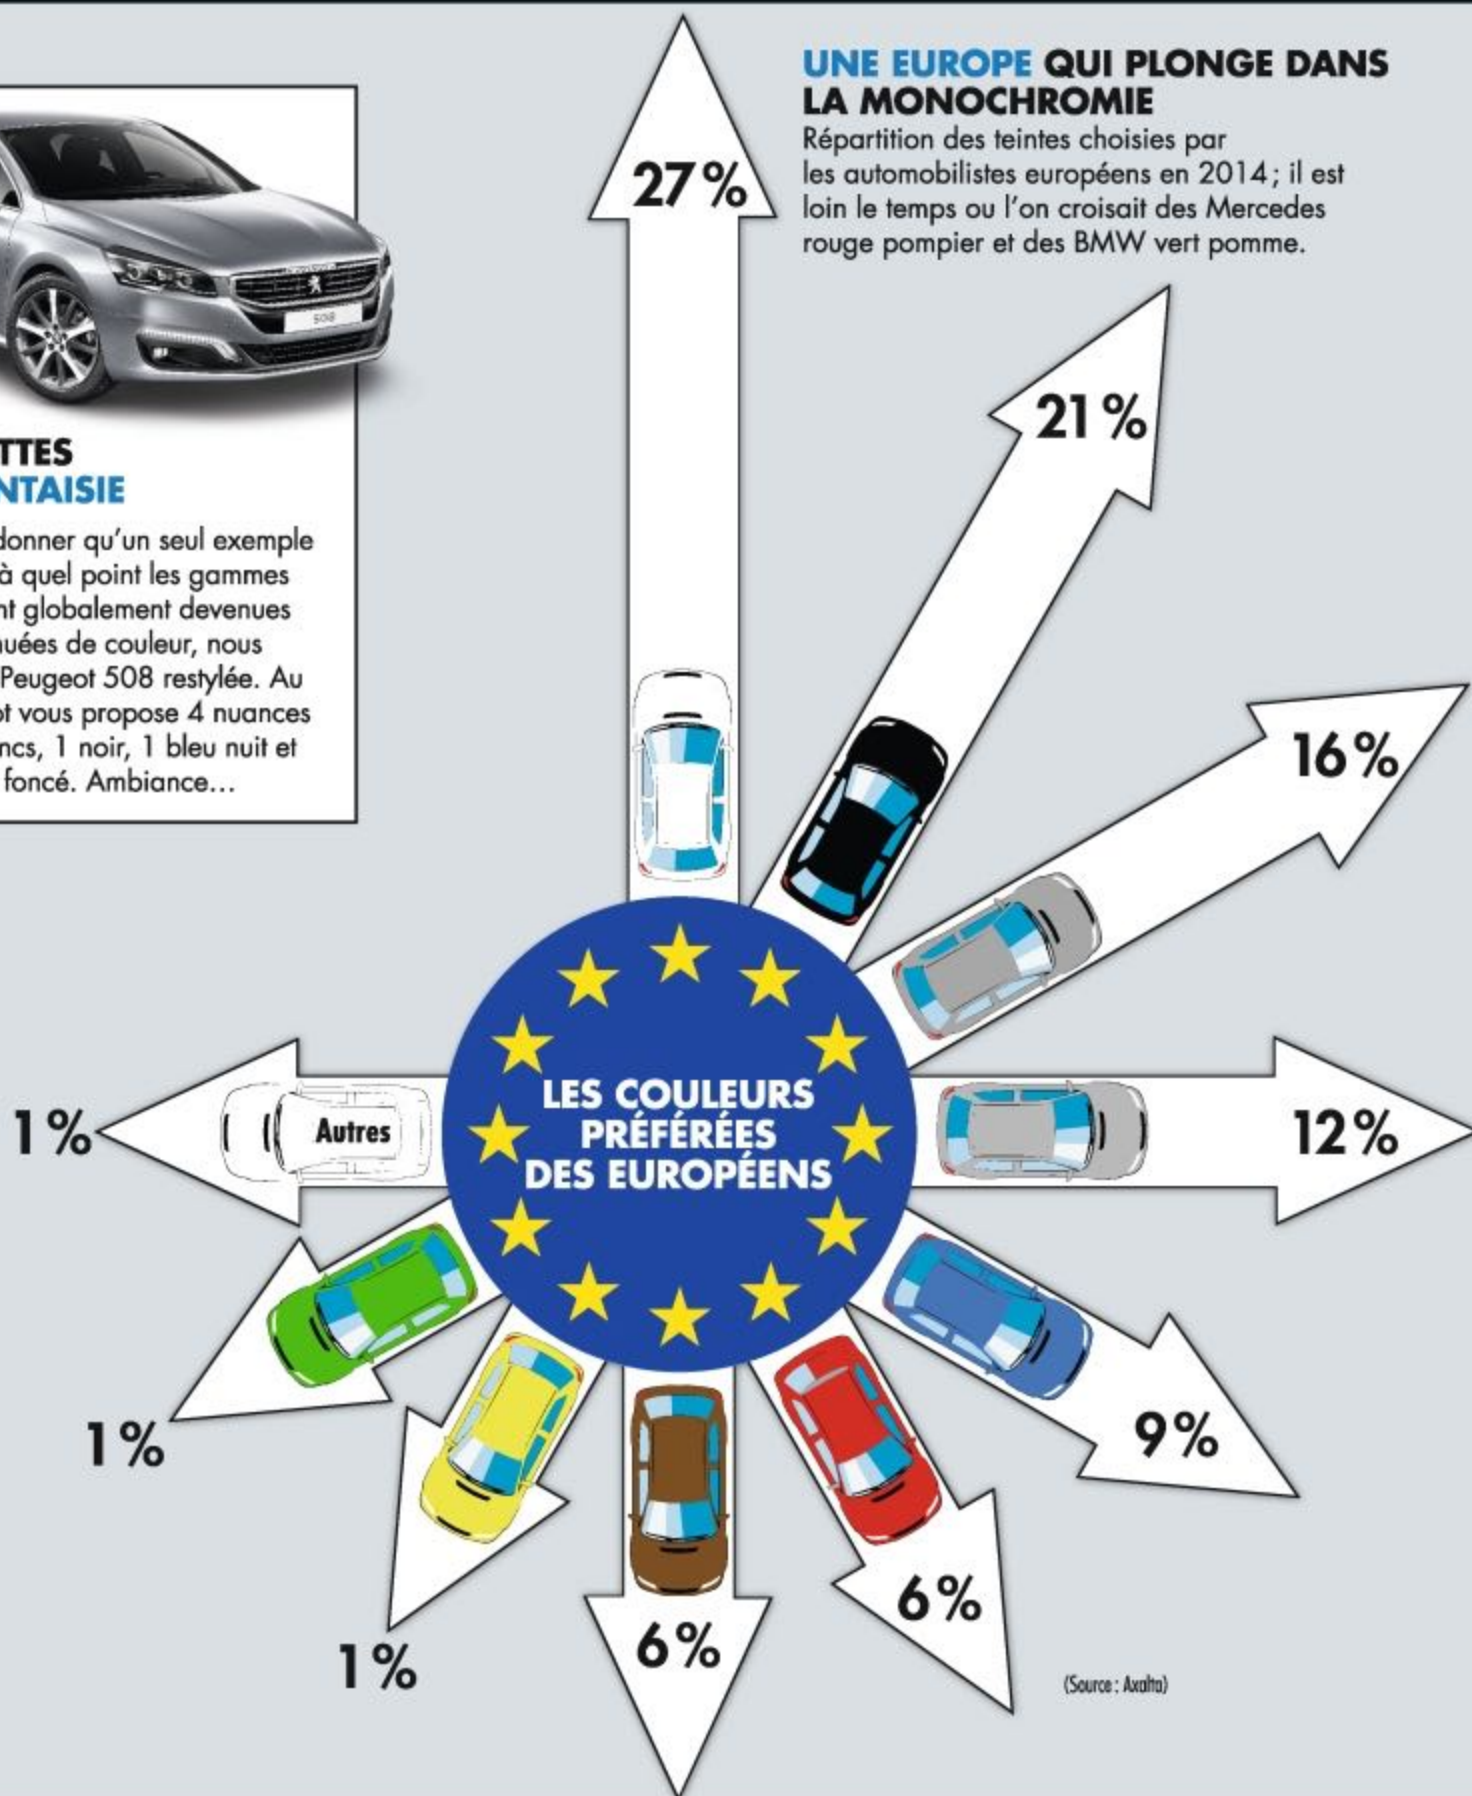 UNE EUROPE QUI PLONGE DANS
LA MONOCHROMIE
Répartition des teintes choisies par
les automobilistes européens en 2014 ; il est
loin le temps ou l'on croisait des Mercedes
rouge pompier et des BMW vert pomme.
508
TTES
NTAISIE
donner qu'un seul exemple
à quel point les gammes
nt globalement devenues
nuées de couleur, nous
Peugeot 508 restylée. Au
ot vous propose 4 nuances
ncs, 1 noir, 1 bleu nuit et
foncé. Ambiance...
27 %
21 %
16 %
12 %
9 %
6 %
6 %
1 %
1 %
1 %
Autres
LES COULEURS
PRÉFÉRÉES
DES EUROPÉENS
(Source : Axalta)